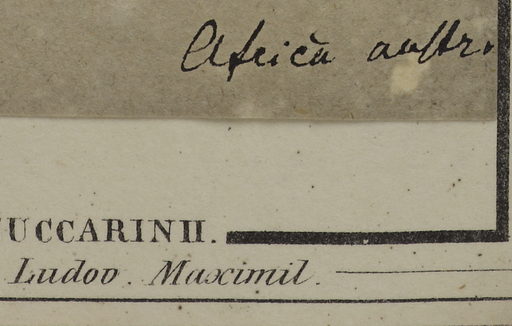 Africa austr.
UCCARINII.
Ludov. Maximil.